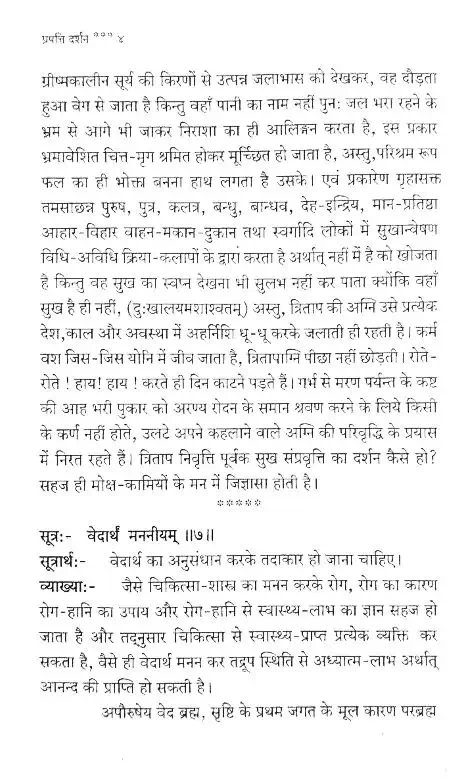 प्रपत्ति दर्शन *** ४
ग्रीष्मकालीन सूर्य की किरणों से उत्पन्न जलाभास को देखकर, वह दौड़ता
हुआ वेग से जाता है किन्तु वहाँ पानी का नाम नहीं पुनः जल भरा रहने के
भ्रम से आगे भी जाकर निराशा का ही आलिङ्गन करता है, इस प्रकार
भ्रमावेशित चित्त-मृग श्रमित होकर मूर्च्छित हो जाता है, अस्तु,परिश्रम रूप
फल का ही भोक्ता बनना हाथ लगता है उसके। एवं प्रकारेण गृहासक्त
तमसाछन्न पुरुष, पुत्र, कलत्र, बन्धु, बान्धव, देह-इन्द्रिय, मान-प्रतिष्ठा
आहार-विहार वाहन-मकान-दुकान तथा स्वर्गादि लोकों में सुखान्वेषण
विधि-अविधि क्रिया-कलापों के द्वारा करता है अर्थात् नहीं में है को खोजता
है किन्तु वह सुख का स्वप्न देखना भी सुलभ नहीं कर पाता क्योंकि वहाँ
सुख है ही नहीं, (दुःखालयमशाश्वतम्) अस्तु, त्रिताप की अग्नि उसे प्रत्येक
देश,काल और अवस्था में अहर्निशि धू-धू करके जलाती ही रहती है। कर्म
वश जिस-जिस योनि में जीव जाता है, त्रितापाग्नि पीछा नहीं छोड़ती। रोते-
रोते ! हाय! हाय ! करते ही दिन काटने पड़ते हैं। गर्भ से मरण पर्यन्त के कष्ट
की आह भरी पुकार को अरण्य रोदन के समान श्रवण करने के लिये किसी
के कर्ण नहीं होते, उलटे अपने कहलाने वाले अग्नि की परिवृद्धि के प्रयास
में निरत रहते हैं। त्रिताप निवृत्ति पूर्वक सुख संप्रवृत्ति का दर्शन कैसे हो?
सहज ही मोक्ष-कामियों के मन में जिज्ञासा होती है।
*****
सूत्र:- वेदार्थं मननीयम् ॥७॥
सूत्रार्थ:- वेदार्थ का अनुसंधान करके तदाकार हो जाना चाहिए।
व्याख्या:- जैसे चिकित्सा-शास्त्र का मनन करके रोग, रोग का कारण
रोग-हानि का उपाय और रोग-हानि से स्वास्थ्य-लाभ का ज्ञान सहज हो
जाता है और तद्नुसार चिकित्सा से स्वास्थ्य-प्राप्त प्रत्येक व्यक्ति कर
सकता है, वैसे ही वेदार्थ मनन कर तद्रूप स्थिति से अध्यात्म-लाभ अर्थात्
आनन्द की प्राप्ति हो सकती है।
अपौरुषेय वेद ब्रह्म, सृष्टि के प्रथम जगत के मूल कारण परब्रह्म